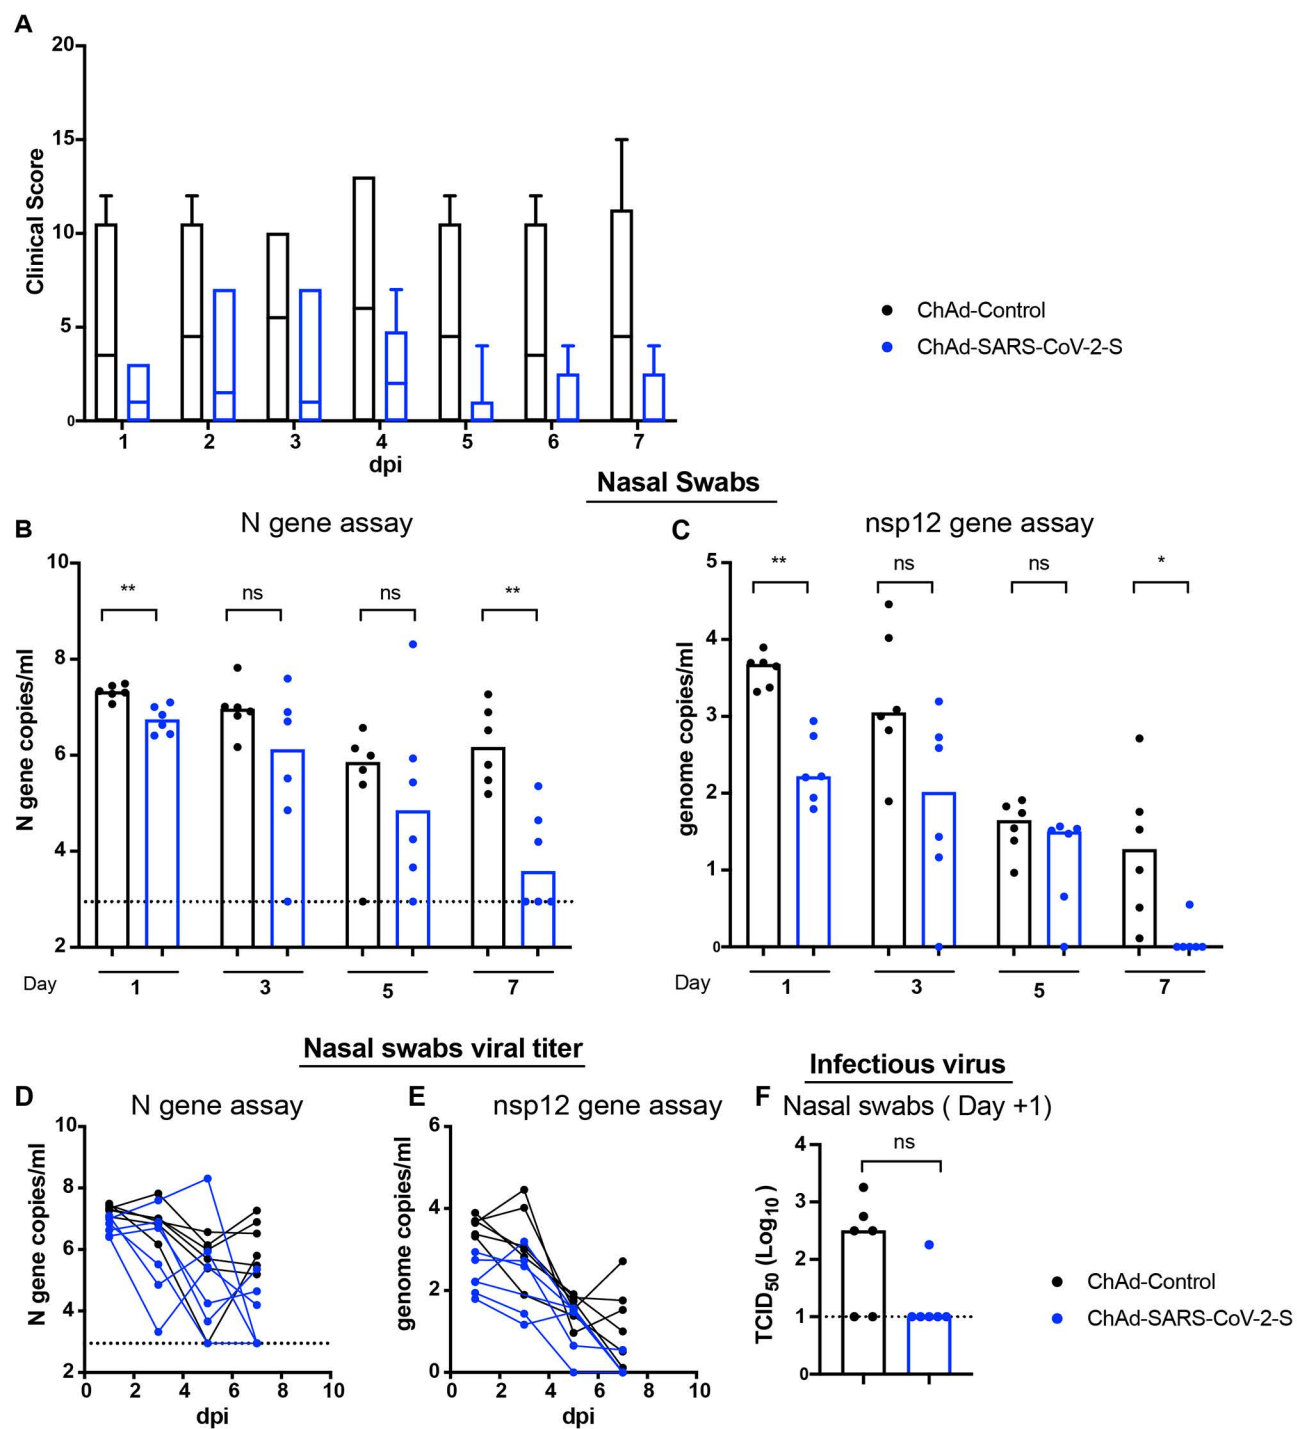 A
20
15
10
5
0
Clinical Score
1 2 3 4 5 6 7
dpi
ChAd-Control
ChAd-SARS-CoV-2-S
Nasal Swabs
B
N gene assay
10
8
6
4
2
N gene copies/ml
** ns ns **
Day 1 3 5 7
C
nsp12 gene assay
5
4
3
2
1
0
genome copies/ml
** ns ns *
Day 1 3 5 7
Nasal swabs viral titer
D
N gene assay
10
8
6
4
2
N gene copies/ml
0 2 4 6 8 10
dpi
E
nsp12 gene assay
6
4
2
0
genome copies/ml
0 2 4 6 8 10
dpi
Infectious virus
F
Nasal swabs ( Day +1)
4
3
2
1
0
TCID50 (Log10)
ns
ChAd-Control
ChAd-SARS-CoV-2-S